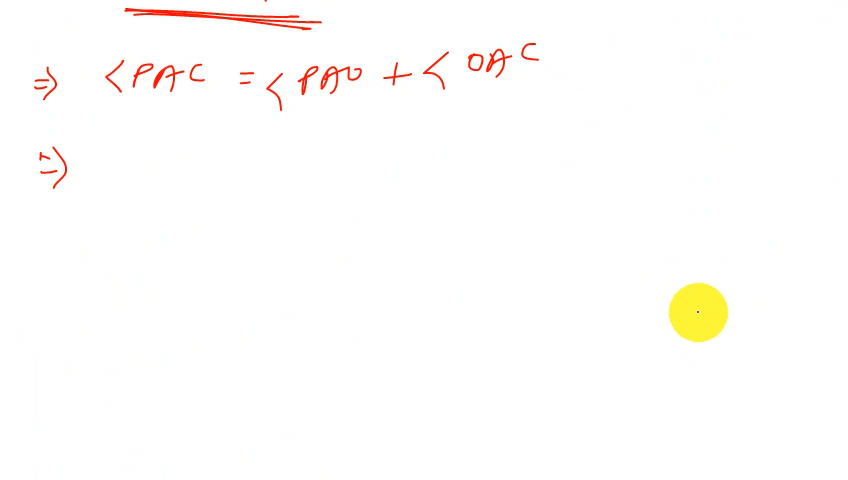 => <PAC = <PAO + <OAC
=>